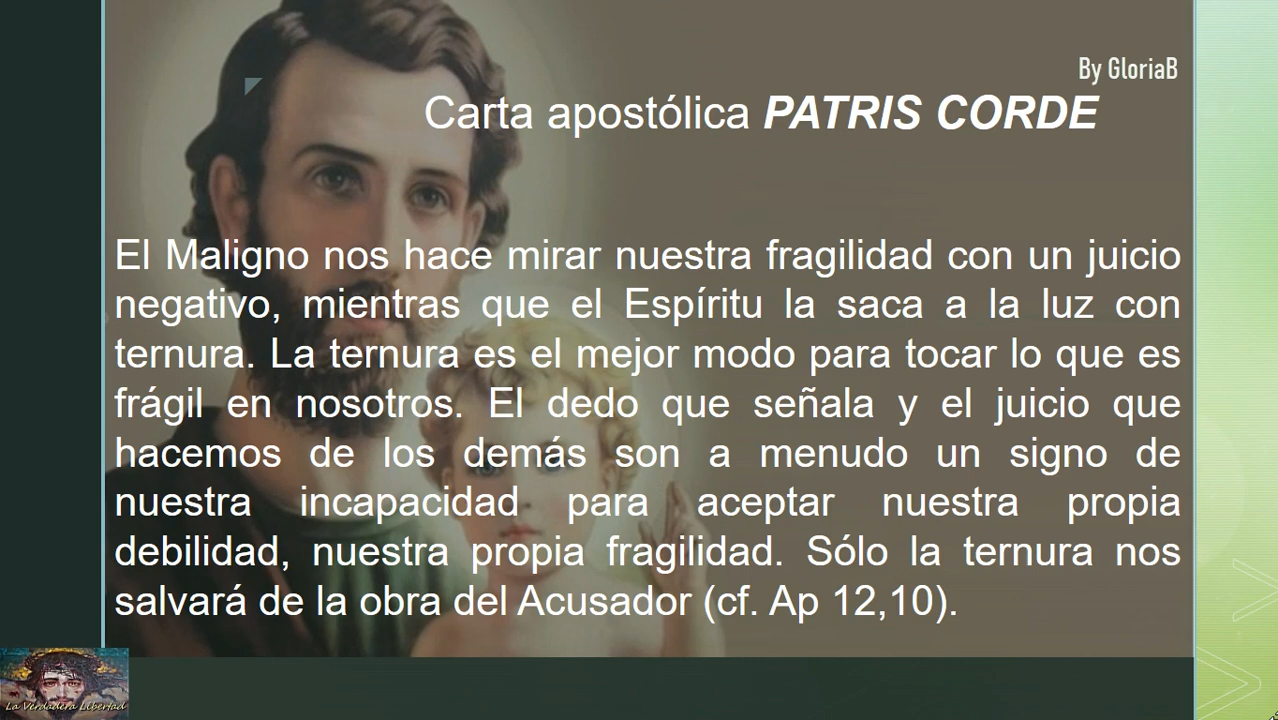 By GloriaB
Carta apostólica PATRIS CORDE
El Maligno nos hace mirar nuestra fragilidad con un juicio
negativo, mientras que el Espíritu la saca a la luz con
ternura. La ternura es el mejor modo para tocar lo que es
frágil en nosotros. El dedo que señala y el juicio que
hacemos de los demás son a menudo un signo de
nuestra incapacidad para aceptar nuestra propia
debilidad, nuestra propia fragilidad. Sólo la ternura nos
salvará de la obra del Acusador (cf. Ap 12,10).
La Verdadera Libertad